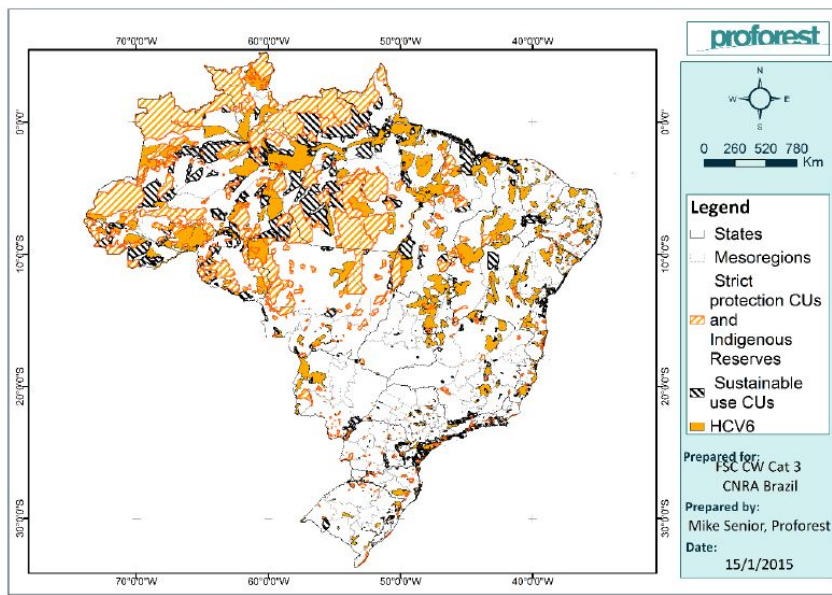 70°0'0"W 60°0'0"W 50°0'0"W 40°0'0"W
0°0'0" 0°0'0"
10°0'0"S 10°0'0"S
20°0'0"S 20°0'0"S
30°0'0"S 30°0'0"S
70°0'0"W 60°0'0"W 50°0'0"W 40°0'0"W
proforest
N
W E
S
0 260 520 780
Km
Legend
States
Mesoregions
Strict
protection CUs
and
Indigenous
Reserves
Sustainable
use CUs
HCV6
Prepared for:
FSC CW Cat 3
CNRA Brazil
Prepared by:
Mike Senior, Proforest
Date:
15/1/2015